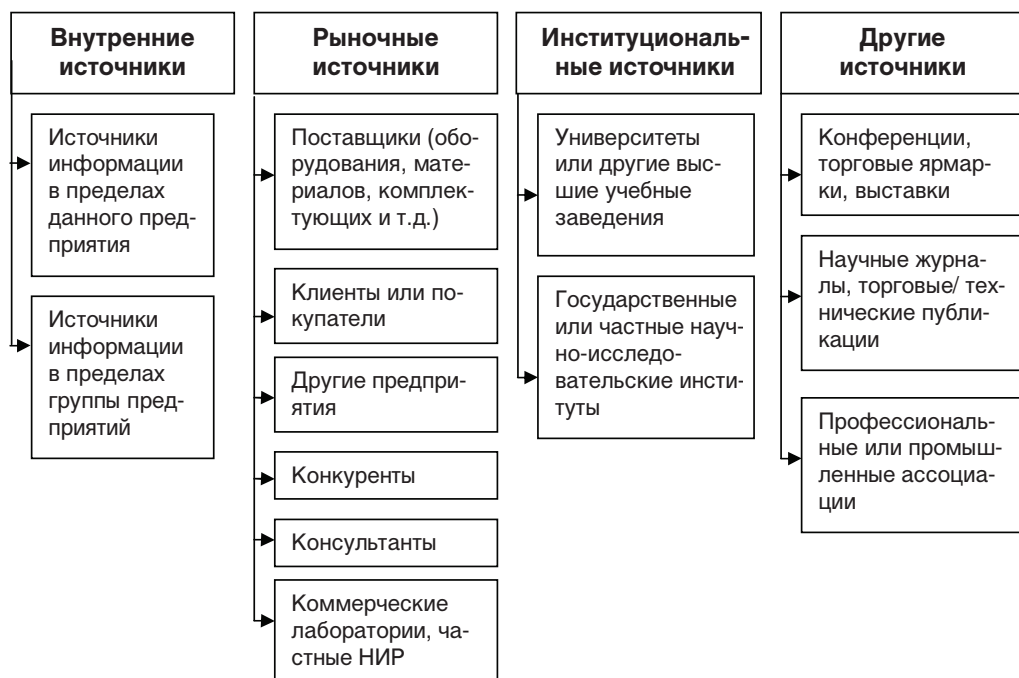 Внутренние
источники
Источники
информации
в пределах
данного пред-
приятия
Источники
информации
в пределах
группы пред-
приятий
Рыночные
источники
Поставщики (обо-
рудования, мате-
риалов, комплек-
тующих и т.д.)
Клиенты или по-
купатели
Другие предпри-
ятия
Конкуренты
Консультанты
Коммерческие
лаборатории, ча-
стные НИР
Институциональ-
ные источники
Университеты
или другие выс-
шие учебные
заведения
Государственные
или частные науч-
но-исследо-
вательские инсти-
туты
Другие
источники
Конференции,
торговые ярмар-
ки, выставки
Научные журна-
лы, торговые/ тех-
нические публи-
кации
Профессиональ-
ные или промыш-
ленные ассоциа-
ции